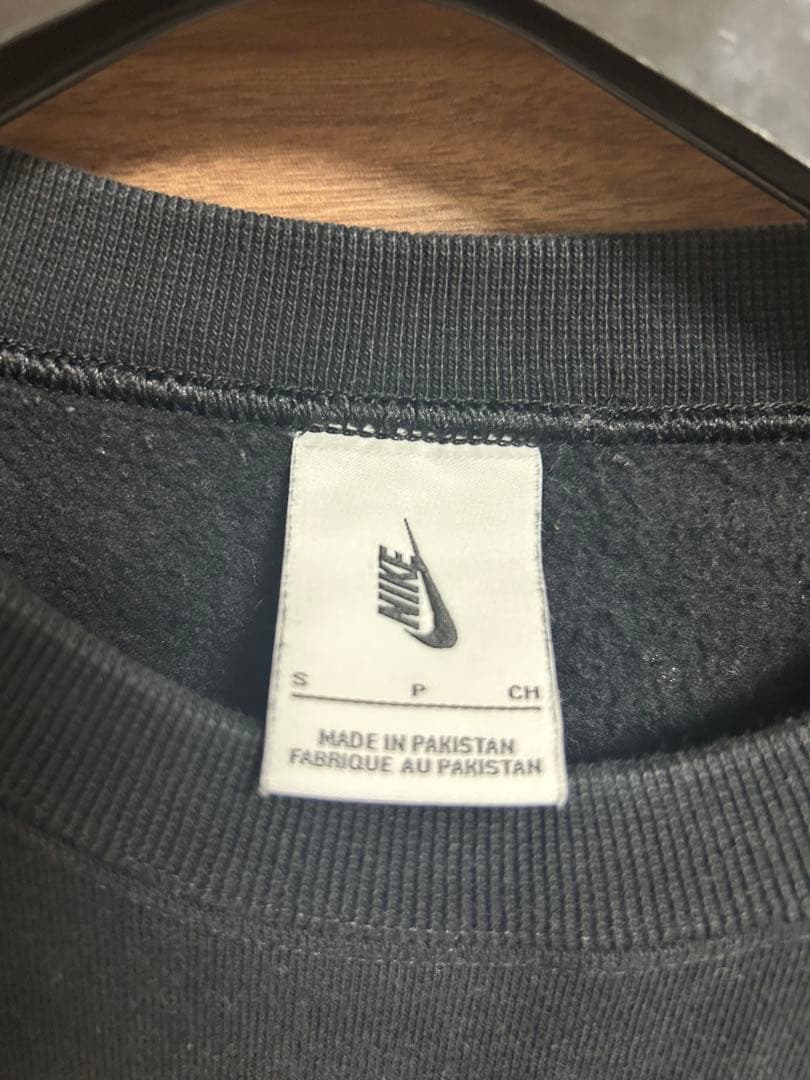 NIKE
S P CH
MADE IN PAKISTAN
FABRIQUE AU PAKISTAN